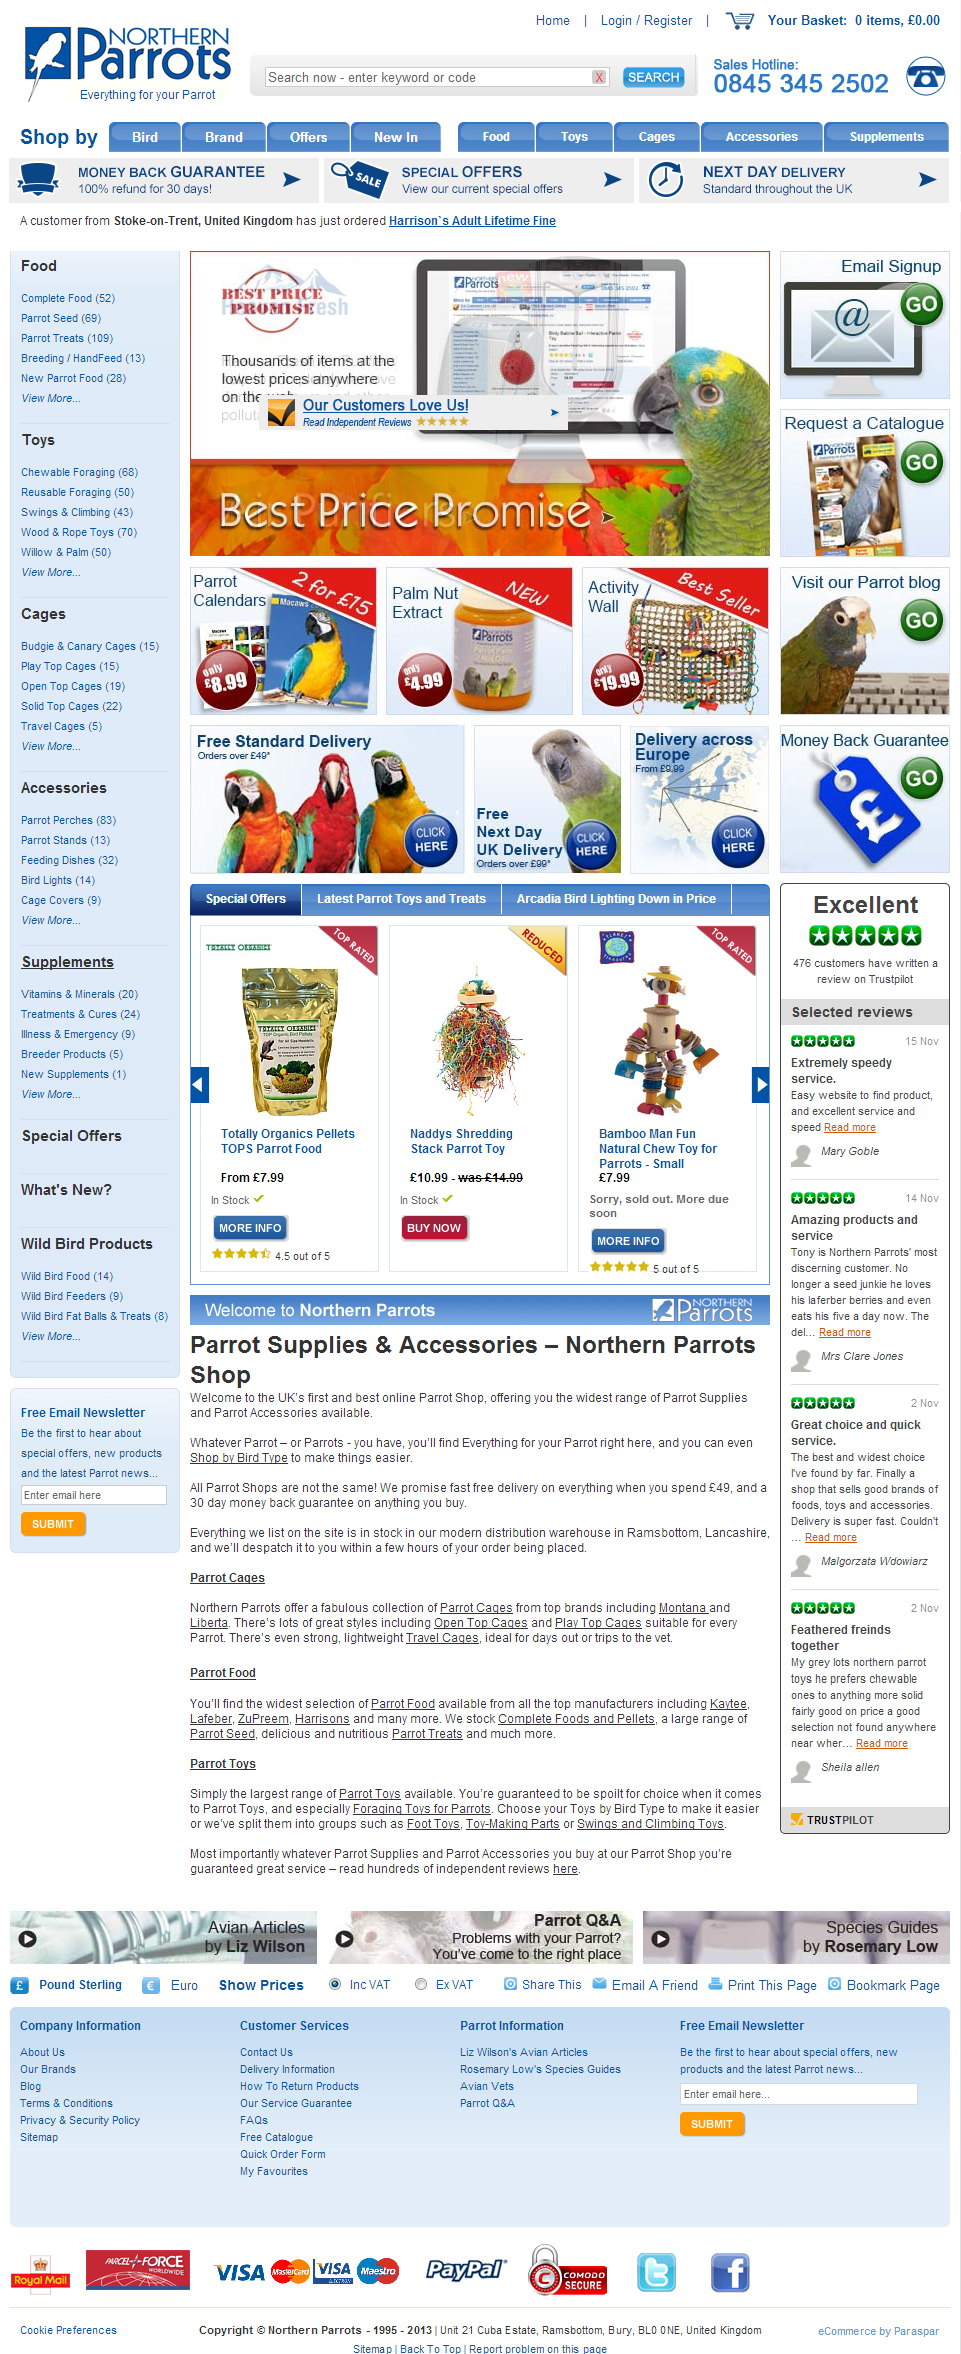 Home | Login / Register | Your Basket: 0 items, £0.00
NORTHERN
Parrots
Everything for your Parrot
Search now - enter keyword or code
X
SEARCH
Sales Hotline:
0845 345 2502
Shop by
Bird
Brand
Offers
New In
Food
Toys
Cages
Accessories
Supplements
MONEY BACK GUARANTEE
100% refund for 30 days!
SALE
SPECIAL OFFERS
View our current special offers
NEXT DAY DELIVERY
Standard throughout the UK
A customer from Stoke-on-Trent, United Kingdom has just ordered Harrison`s Adult Lifetime Fine
Food
Complete Food (52)
Parrot Seed (69)
Parrot Treats (109)
Breeding / HandFeed (13)
New Parrot Food (28)
View More...
Toys
Chewable Foraging (68)
Reusable Foraging (50)
Swings & Climbing (43)
Wood & Rope Toys (70)
Willow & Palm (50)
View More...
Cages
Budgie & Canary Cages (15)
Play Top Cages (15)
Open Top Cages (19)
Solid Top Cages (22)
Travel Cages (5)
View More...
Accessories
Parrot Perches (83)
Parrot Stands (13)
Feeding Dishes (32)
Bird Lights (14)
Cage Covers (9)
View More...
Supplements
Vitamins & Minerals (20)
Treatments & Cures (24)
Illness & Emergency (9)
Breeder Products (5)
New Supplements (1)
View More...
Special Offers
What's New?
Wild Bird Products
Wild Bird Food (14)
Wild Bird Feeders (9)
Wild Bird Fat Balls & Treats (8)
View More...
Free Email Newsletter
Be the first to hear about
special offers, new products
and the latest Parrot news...
Enter email here
SUBMIT
BEST PRICE
PROMISE
Thousands of items at the
lowest prices anywhere
on the
Our Customers Love Us!
Read Independent Reviews
Best Price Promise
Parrot
Calendars
2 for £15
Macaws
only
£8.99
Palm Nut
Extract
NEW
NORTHERN
Parrots
only
£4.99
Activity
Wall
Best Seller
only
£19.99
Free Standard Delivery
Orders over £49*
CLICK
HERE
Free
Next Day
UK Delivery
Orders over £99*
CLICK
HERE
Delivery across
Europe
From £9.99
CLICK
HERE
Email Signup
@
GO
Request a Catalogue
Parrots
GO
Visit our Parrot blog
GO
Money Back Guarantee
£
GO
Special Offers
Latest Parrot Toys and Treats
Arcadia Bird Lighting Down in Price
TOTALLY ORGANICS
TOP RATED
TOTALLY ORGANICS
Totally Organics Pellets
TOPS Parrot Food
From £7.99
In Stock
MORE INFO
4.5 out of 5
REDUCED
Naddys Shredding
Stack Parrot Toy
£10.99 - was £14.99
In Stock
BUY NOW
PLANET
TOP RATED
Bamboo Man Fun
Natural Chew Toy for
Parrots - Small
£7.99
Sorry, sold out. More due
soon
MORE INFO
5 out of 5
Excellent
476 customers have written a
review on Trustpilot
Selected reviews
15 Nov
Extremely speedy
service.
Easy website to find product,
and excellent service and
speed Read more
Mary Goble
14 Nov
Amazing products and
service
Tony is Northern Parrots' most
discerning customer. No
longer a seed junkie he loves
his laferber berries and even
eats his five a day now. The
del... Read more
Mrs Clare Jones
2 Nov
Great choice and quick
service.
The best and widest choice
I've found by far. Finally a
shop that sells good brands of
foods, toys and accessories.
Delivery is super fast. Couldn't
... Read more
Malgorzata Wdowiarz
2 Nov
Feathered freinds
together
My grey lots northern parrot
toys he prefers chewable
ones to anything more solid
fairly good on price a good
selection not found anywhere
near wher... Read more
Sheila allen
TRUSTPILOT
Welcome to Northern Parrots
NORTHERN
Parrots
Parrot Supplies & Accessories – Northern Parrots
Shop
Welcome to the UK's first and best online Parrot Shop, offering you the widest range of Parrot Supplies
and Parrot Accessories available.
Whatever Parrot – or Parrots - you have, you'll find Everything for your Parrot right here, and you can even
Shop by Bird Type to make things easier.
All Parrot Shops are not the same! We promise fast free delivery on everything when you spend £49, and a
30 day money back guarantee on anything you buy.
Everything we list on the site is in stock in our modern distribution warehouse in Ramsbottom, Lancashire,
and we'll despatch it to you within a few hours of your order being placed.
Parrot Cages
Northern Parrots offer a fabulous collection of Parrot Cages from top brands including Montana and
Liberta. There's lots of great styles including Open Top Cages and Play Top Cages suitable for every
Parrot. There's even strong, lightweight Travel Cages, ideal for days out or trips to the vet.
Parrot Food
You'll find the widest selection of Parrot Food available from all the top manufacturers including Kaytee,
Lafeber, ZuPreem, Harrisons and many more. We stock Complete Foods and Pellets, a large range of
Parrot Seed, delicious and nutritious Parrot Treats and much more.
Parrot Toys
Simply the largest range of Parrot Toys available. You're guaranteed to be spoilt for choice when it comes
to Parrot Toys, and especially Foraging Toys for Parrots. Choose your Toys by Bird Type to make it easier
or we've split them into groups such as Foot Toys, Toy-Making Parts or Swings and Climbing Toys.
Most importantly whatever Parrot Supplies and Parrot Accessories you buy at our Parrot Shop you're
guaranteed great service – read hundreds of independent reviews here.
Avian Articles
by Liz Wilson
Parrot Q&A
Problems with your Parrot?
You've come to the right place
Species Guides
by Rosemary Low
£ Pound Sterling
€ Euro
Show Prices
Inc VAT
Ex VAT
Share This
Email A Friend
Print This Page
Bookmark Page
Company Information
About Us
Our Brands
Blog
Terms & Conditions
Privacy & Security Policy
Sitemap
Customer Services
Contact Us
Delivery Information
How To Return Products
Our Service Guarantee
FAQs
Free Catalogue
Quick Order Form
My Favourites
Parrot Information
Liz Wilson's Avian Articles
Rosemary Low's Species Guides
Avian Vets
Parrot Q&A
Free Email Newsletter
Be the first to hear about special offers, new
products and the latest Parrot news...
Enter email here...
SUBMIT
Royal Mail
PARCEL FORCE
WORLDWIDE
VISA
MasterCard
VISA
ELECTRON
Maestro
PayPal
C COMODO
SECURE
t
f
Cookie Preferences
Copyright © Northern Parrots - 1995 - 2013 | Unit 21 Cuba Estate, Ramsbottom, Bury, BL0 0NE, United Kingdom
eCommerce by Paraspar
Sitemap | Back To Top | Report problem on this page